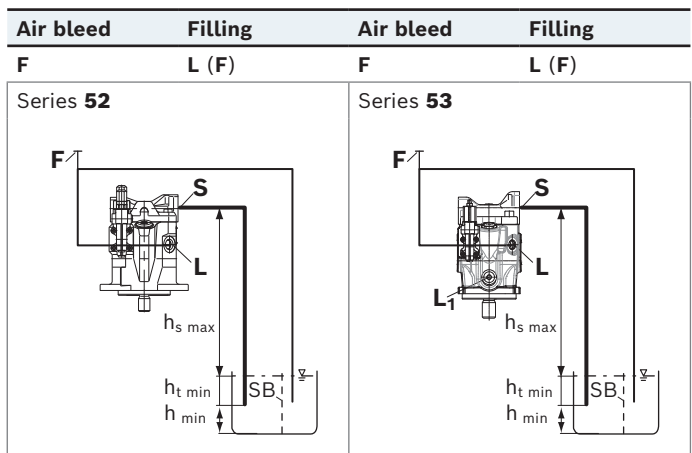 Air bleed Filling Air bleed Filling
F L (F) F L (F)
Series 52 Series 53
F F
S S
L L
L1
hs max hs max
ht min SB ht min SB
h min h min